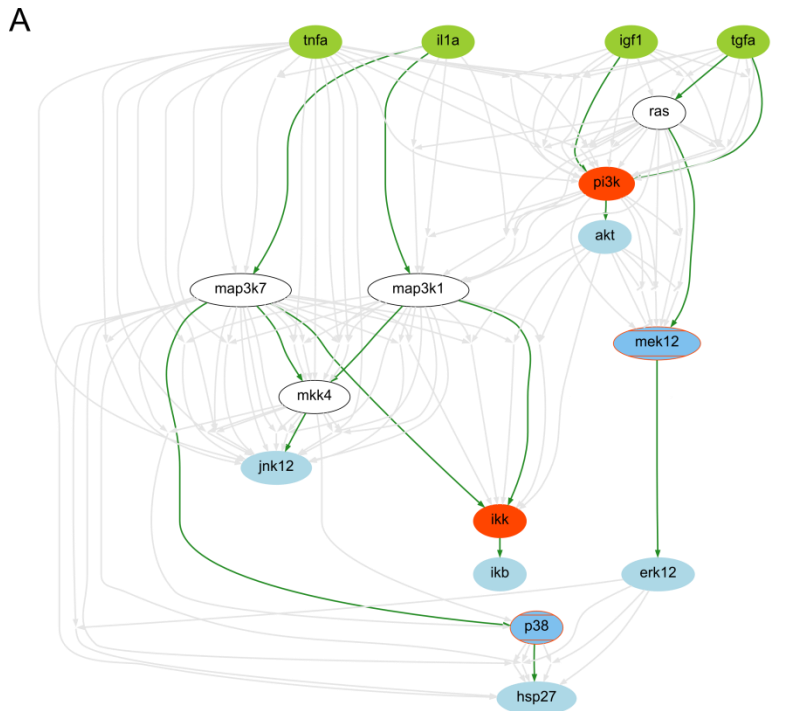 A
tnfa
il1a
igf1
tgfa
ras
pi3k
akt
map3k7
map3k1
mek12
mkk4
jnk12
ikk
ikb
erk12
p38
hsp27